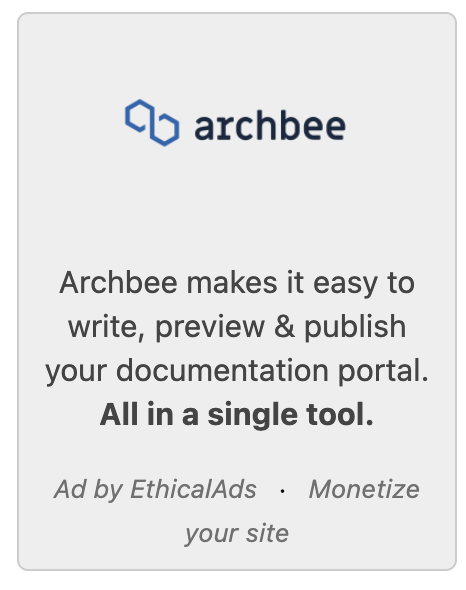 archbee
Archbee makes it easy to
write, preview & publish
your documentation portal.
All in a single tool.
Ad by EthicalAds · Monetize
your site